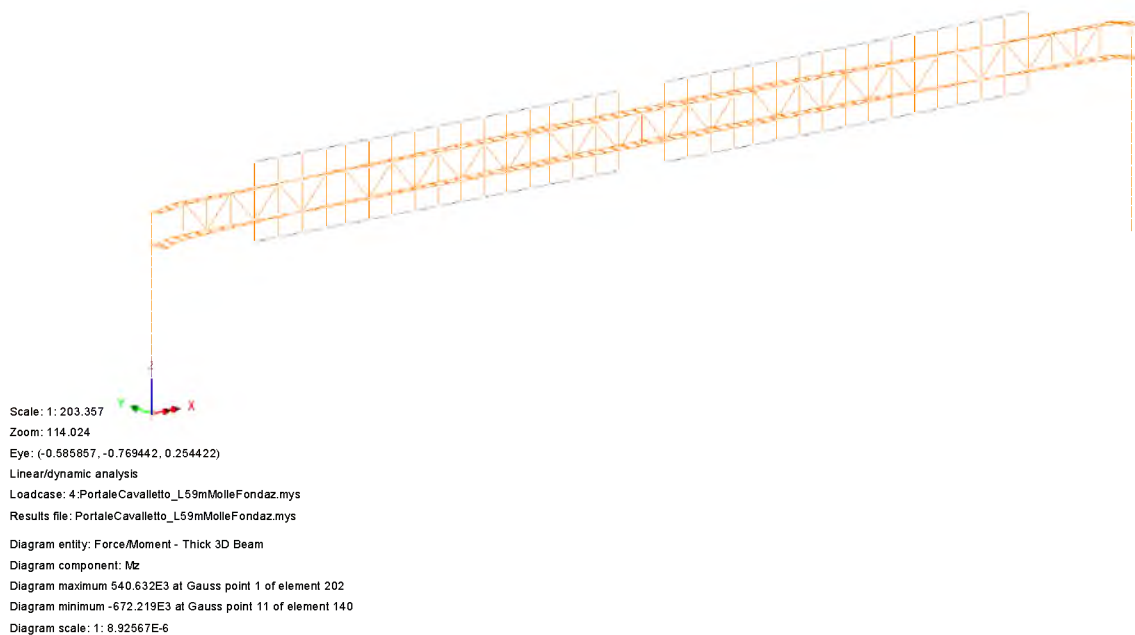 Z
Y
X
Scale: 1: 203.357
Zoom: 114.024
Eye: (-0.585857, -0.769442, 0.254422)
Linear/dynamic analysis
Loadcase: 4:PortaleCavalletto_L59mMolleFondaz.mys
Results file: PortaleCavalletto_L59mMolleFondaz.mys
Diagram entity: Force/Moment - Thick 3D Beam
Diagram component: Mz
Diagram maximum 540.632E3 at Gauss point 1 of element 202
Diagram minimum -672.219E3 at Gauss point 11 of element 140
Diagram scale: 1: 8.92567E-6